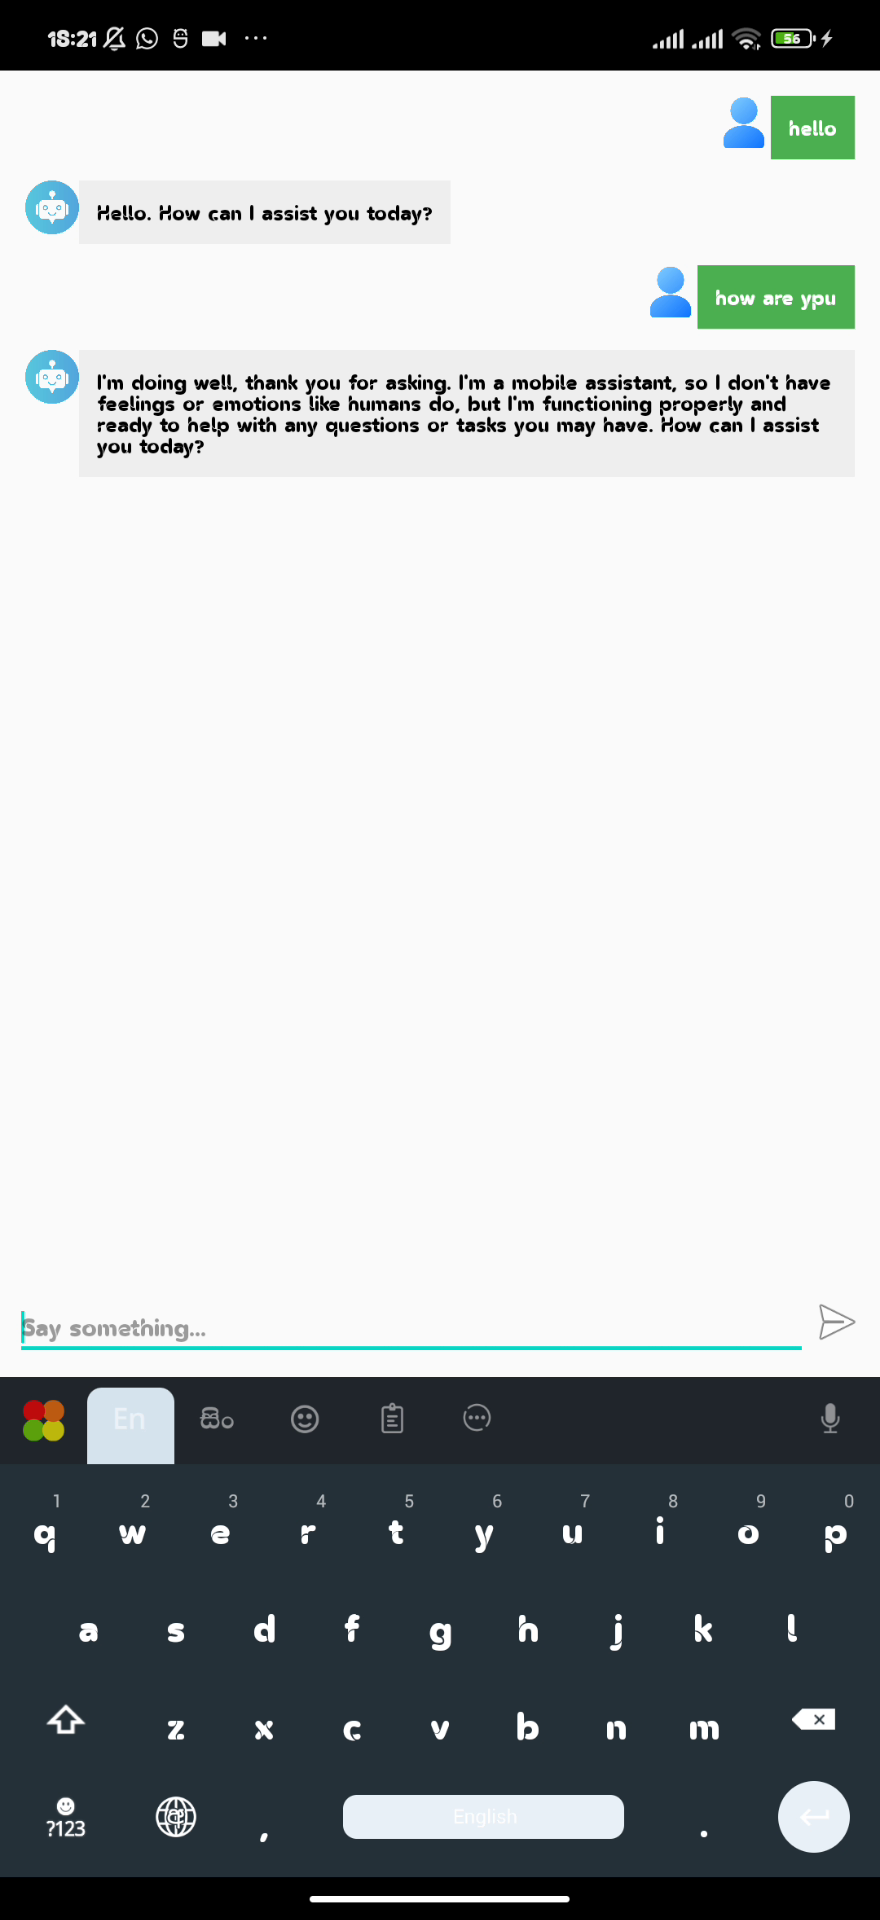 18:21
56
hello
Hello. How can I assist you today?
how are ypu
I'm doing well, thank you for asking. I'm a mobile assistant, so I don't have
feelings or emotions like humans do, but I'm functioning properly and
ready to help with any questions or tasks you may have. How can I assist
you today?
Say something...
En සිං
1 2 3 4 5 6 7 8 9 0
q w e r t y u i o p
a s d f g h j k l
z x c v b n m
?123 , English .